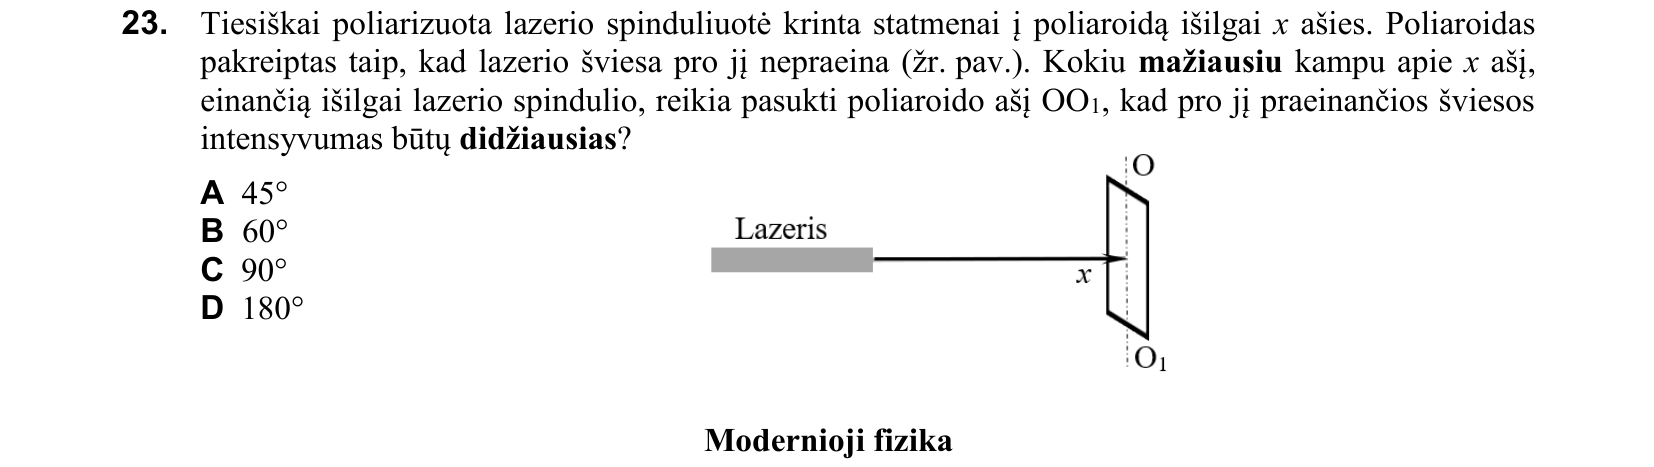 23. Tiesiškai poliarizuota lazerio spinduliuotė krinta statmenai į poliaroidą išilgai x ašies. Poliaroidas
pakreiptas taip, kad lazerio šviesa pro jį nepraeina (žr. pav.). Kokiu mažiausiu kampu apie x ašį,
einančią išilgai lazerio spindulio, reikia pasukti poliaroido ašį OO₁, kad pro jį praeinančios šviesos
intensyvumas būtų didžiausias?
A 45°
B 60°
C 90°
D 180°
O
Lazeris
x
O₁
Modernioji fizika